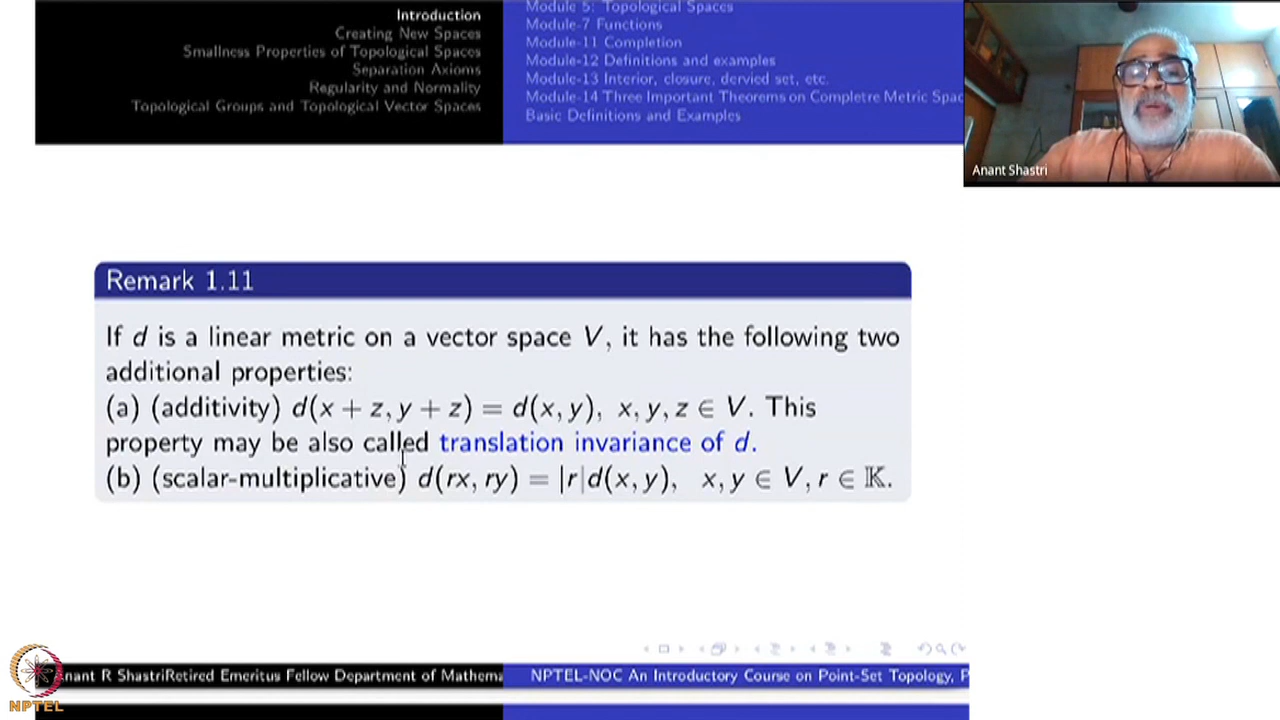 Introduction
Creating New Spaces
Smallness Properties of Topological Spaces
Separation Axioms
Regularity and Normality
Topological Groups and Topological Vector Spaces
Module 5: Topological Spaces
Module-7 Functions
Module-11 Completion
Module-12 Definitions and examples
Module-13 Interior, closure, dervied set, etc.
Module-14 Three Important Theorems on Completre Metric Spac
Basic Definitions and Examples
Anant Shastri
Remark 1.11
If d is a linear metric on a vector space V, it has the following two
additional properties:
(a) (additivity) d(x + z, y + z) = d(x, y), x, y, z ∈ V. This
property may be also called translation invariance of d.
(b) (scalar-multiplicative) d(rx, ry) = |r|d(x, y), x, y ∈ V, r ∈ 𝕂.
nant R ShastriRetired Emeritus Fellow Department of Mathema
NPTEL-NOC An Introductory Course on Point-Set Topology, P
NPTEL